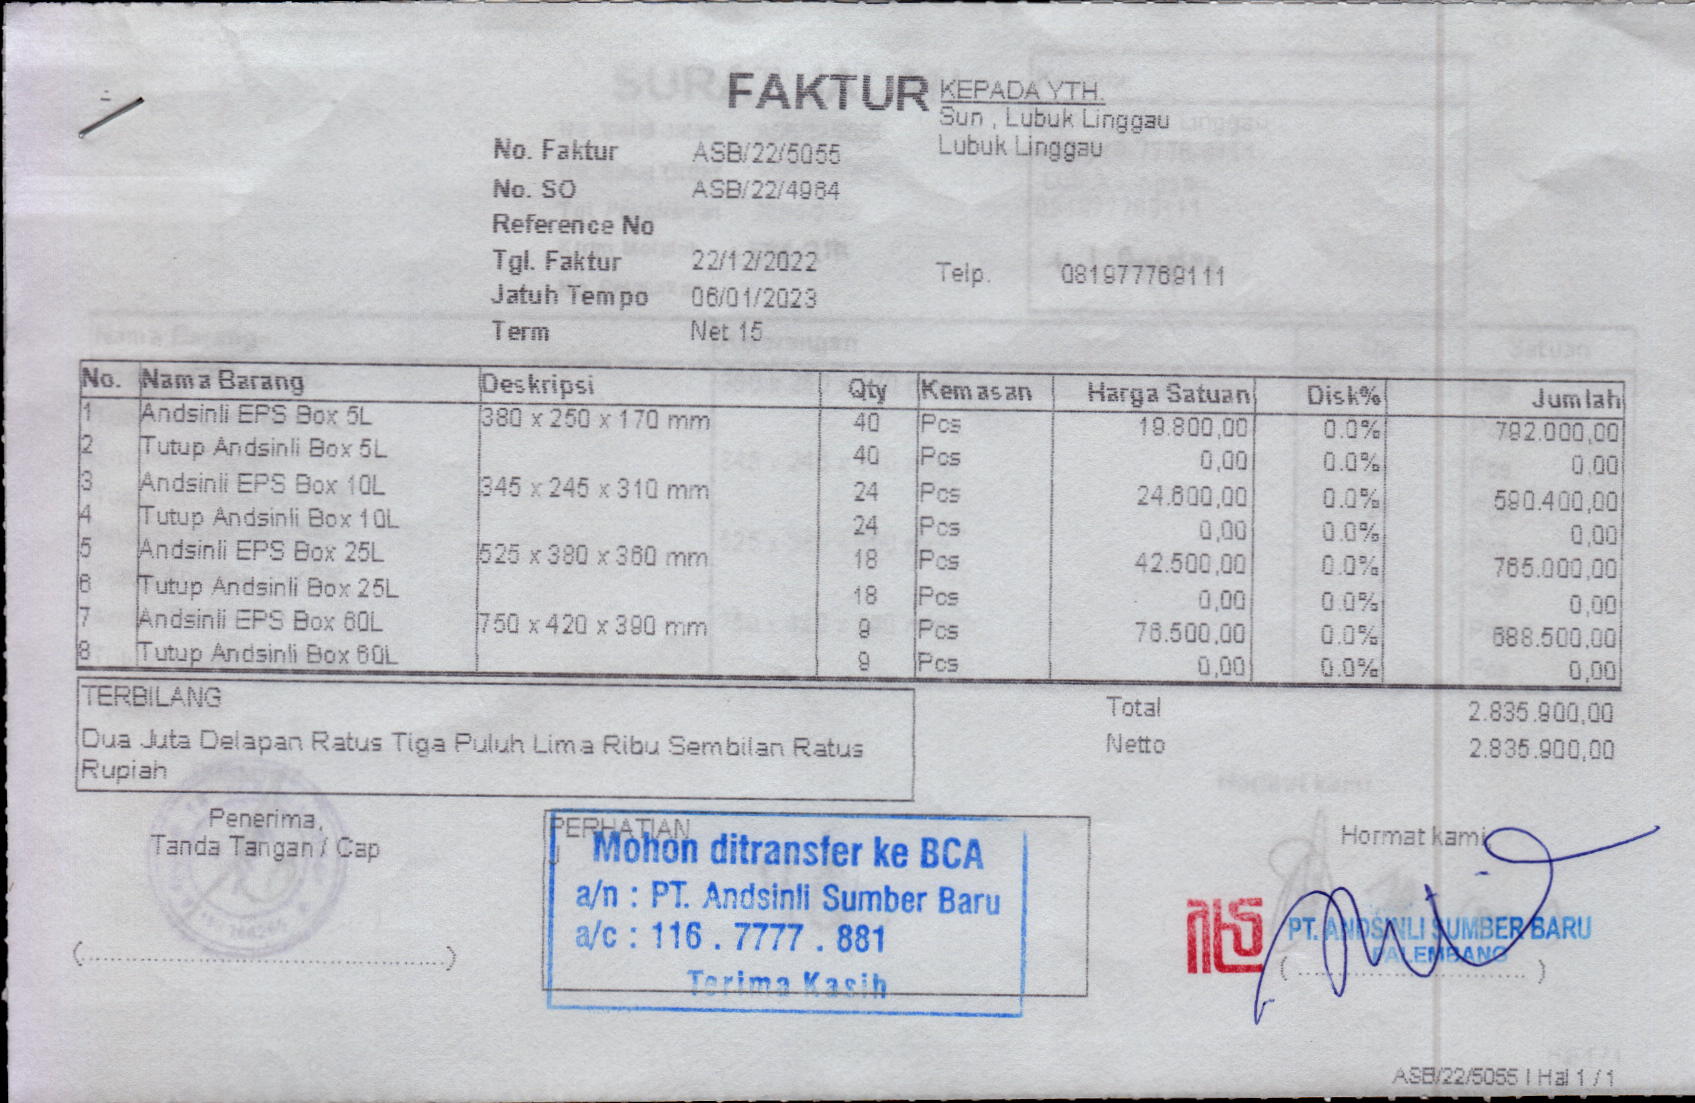 FAKTUR
KEPADA YTH.
Sun , Lubuk Linggau
Lubuk Linggau
No. Faktur ASB/22/5055
No. SO ASB/22/4964
Reference No
Tgl. Faktur 22/12/2022
Telp. 081977769111
Jatuh Tempo 06/01/2023
Term Net 15
No. Nama Barang Deskripsi Qty Kemasan Harga Satuan Disk% Jumlah
1 Andsinli EPS Box 5L 380 x 250 x 170 mm 40 Pcs 19.800,00 0.0% 792.000,00
2 Tutup Andsinli Box 5L 40 Pcs 0,00 0.0% 0,00
3 Andsinli EPS Box 10L 345 x 245 x 310 mm 24 Pcs 24.600,00 0.0% 590.400,00
4 Tutup Andsinli Box 10L 24 Pcs 0,00 0.0% 0,00
5 Andsinli EPS Box 25L 525 x 380 x 360 mm 18 Pcs 42.500,00 0.0% 765.000,00
6 Tutup Andsinli Box 25L 18 Pcs 0,00 0.0% 0,00
7 Andsinli EPS Box 60L 750 x 420 x 390 mm 9 Pcs 76.500,00 0.0% 688.500,00
8 Tutup Andsinli Box 60L 9 Pcs 0,00 0.0% 0,00
TERBILANG
Dua Juta Delapan Ratus Tiga Puluh Lima Ribu Sembilan Ratus
Rupiah
Total 2.835.900,00
Netto 2.835.900,00
Penerima,
Tanda Tangan / Cap
(..........................................)
PERHATIAN
Mohon ditransfer ke BCA
a/n : PT. Andsinli Sumber Baru
a/c : 116 . 7777 . 881
Terima Kasih
Hormat kami
PT. ANDSINLI SUMBER BARU
PALEMBANG
( .............................. )
ASB/22/5055 | Hal 1 / 1